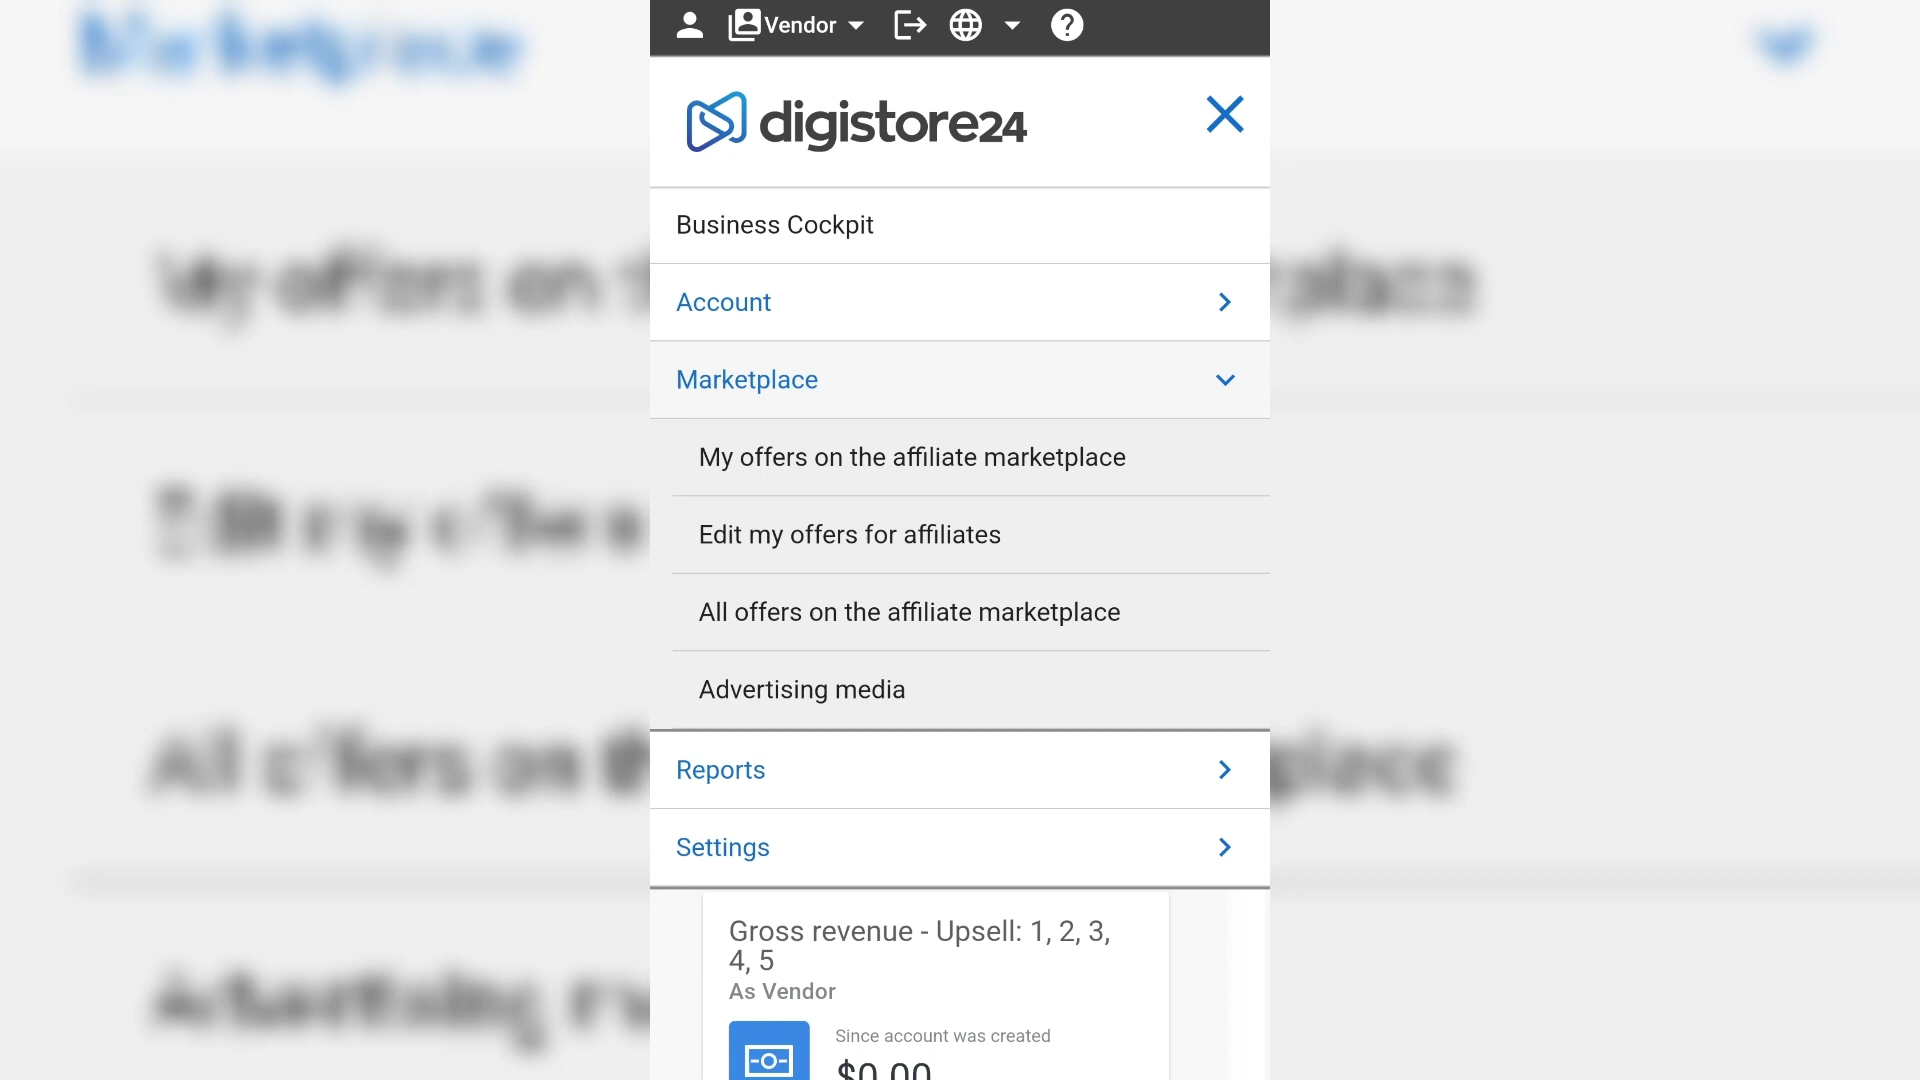 Vendor
digistore24
Business Cockpit
Account
Marketplace
My offers on the affiliate marketplace
Edit my offers for affiliates
All offers on the affiliate marketplace
Advertising media
Reports
Settings
Gross revenue - Upsell: 1, 2, 3,
4, 5
As Vendor
Since account was created
$0.00